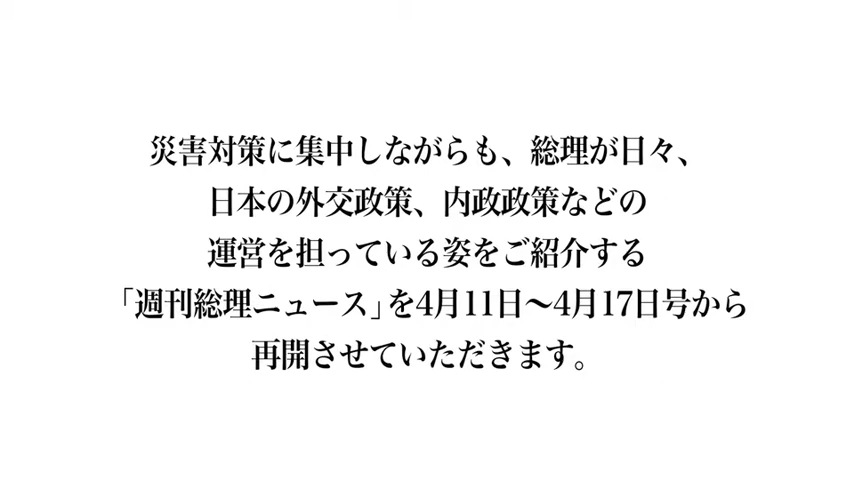 災害対策に集中しながらも、総理が日々、
日本の外交政策、内政政策などの
運営を担っている姿をご紹介する
「週刊総理ニュース」を4月11日〜4月17日号から
再開させていただきます。